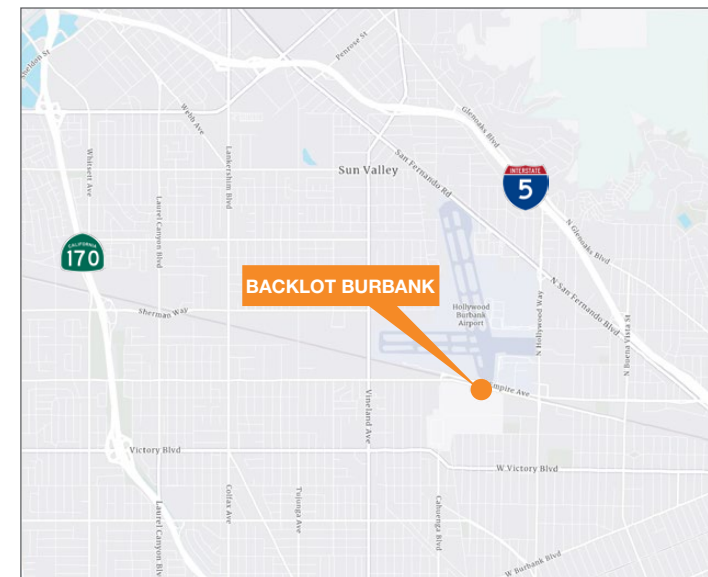 Sheldon St
Penrose St
Webb Ave
Glenoaks Blvd
Whitsett Ave
Lankershim Blvd
Sun Valley
San Fernando Rd
INTERSTATE
5
Laurel Canyon Blvd
N Glenoaks Blvd
CALIFORNIA
170
BACKLOT BURBANK
N San Fernando Blvd
Sherman Way
Hollywood
Burbank
Airport
N Hollywood Way
N Buena Vista St
Empire Ave
Vineland Ave
Victory Blvd
W Victory Blvd
Colfax Ave
Tujunga Ave
Cahuenga Blvd
Laurel Canyon Blvd
W Burbank Blvd